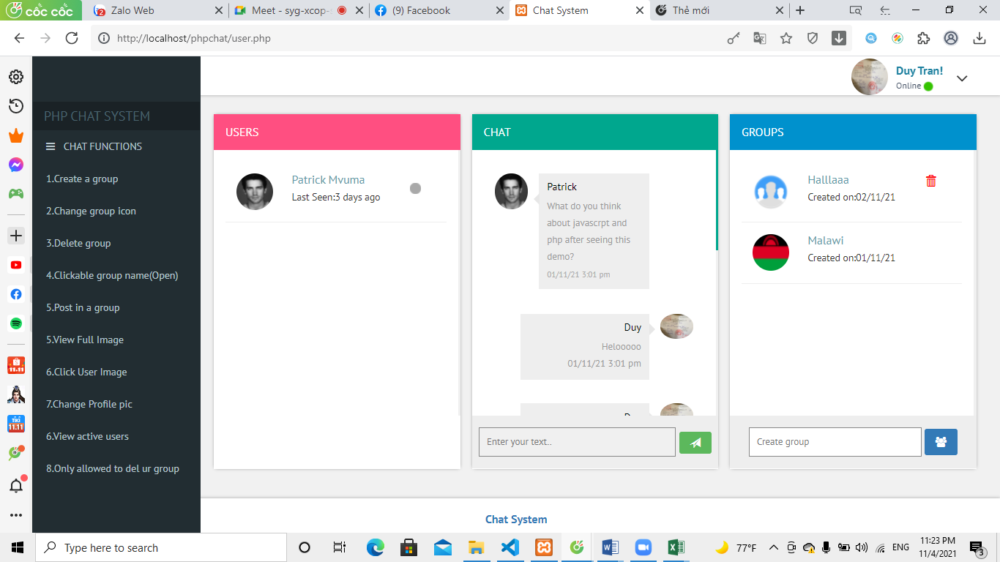 cốc cốc
2
Zalo Web
Meet - syg-xcop-
(9) Facebook
Chat System
Thẻ mới
http://localhost/phpchat/user.php
Duy Tran!
Online
PHP CHAT SYSTEM
CHAT FUNCTIONS
1.Create a group
2.Change group icon
3.Delete group
4.Clickable group name(Open)
5.Post in a group
5.View Full Image
6.Click User Image
7.Change Profile pic
6.View active users
8.Only allowed to del ur group
11.11
TIKI
11.11
USERS
Patrick Mvuma
Last Seen:3 days ago
CHAT
Patrick
What do you think
about javascrpt and
php after seeing this
demo?
01/11/21 3:01 pm
Duy
Helooooo
01/11/21 3:01 pm
Enter your text..
GROUPS
Halllaaa
Created on:02/11/21
Malawi
Created on:01/11/21
Create group
Chat System
Type here to search
77°F
ENG
11:23 PM
11/4/2021
3